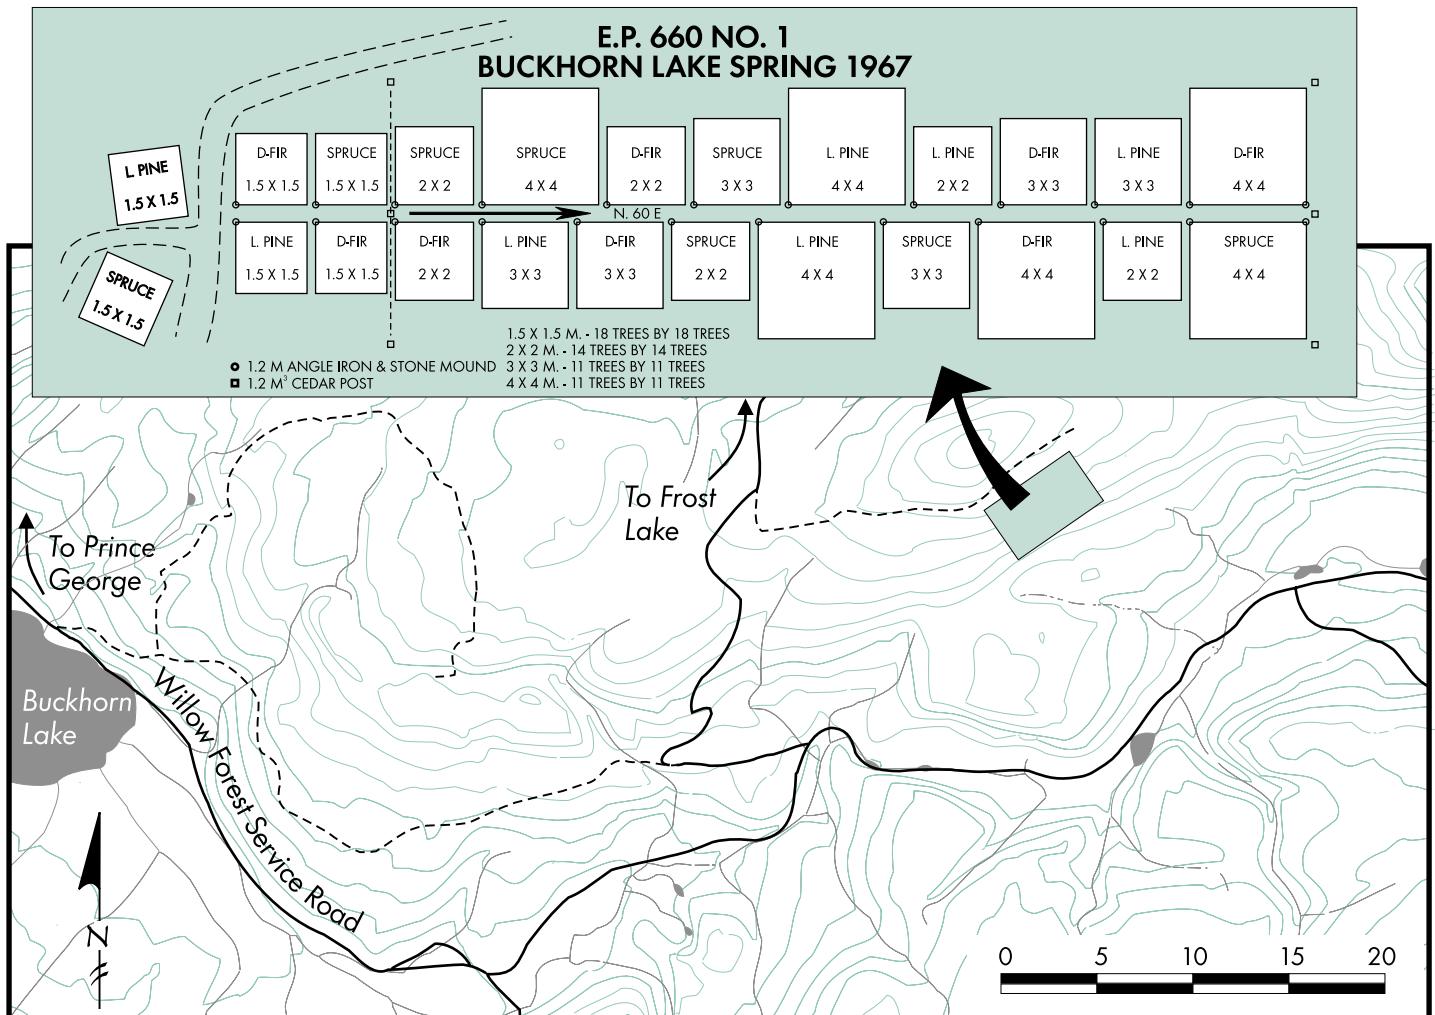 E.P. 660 NO. 1
BUCKHORN LAKE SPRING 1967
L. PINE
1.5 X 1.5
SPRUCE
1.5 X 1.5
D-FIR
1.5 X 1.5
SPRUCE
1.5 X 1.5
SPRUCE
2 X 2
SPRUCE
4 X 4
D-FIR
2 X 2
SPRUCE
3 X 3
L. PINE
4 X 4
L. PINE
2 X 2
D-FIR
3 X 3
L. PINE
3 X 3
D-FIR
4 X 4
N. 60 E
L. PINE
1.5 X 1.5
D-FIR
1.5 X 1.5
D-FIR
2 X 2
L. PINE
3 X 3
D-FIR
3 X 3
SPRUCE
2 X 2
L. PINE
4 X 4
SPRUCE
3 X 3
D-FIR
4 X 4
L. PINE
2 X 2
SPRUCE
4 X 4
1.5 X 1.5 M. - 18 TREES BY 18 TREES
2 X 2 M. - 14 TREES BY 14 TREES
3 X 3 M. - 11 TREES BY 11 TREES
4 X 4 M. - 11 TREES BY 11 TREES
1.2 M ANGLE IRON & STONE MOUND
1.2 M³ CEDAR POST
To Prince
George
To Frost
Lake
Buckhorn
Lake
Willow Forest Service Road
N
0 5 10 15 20